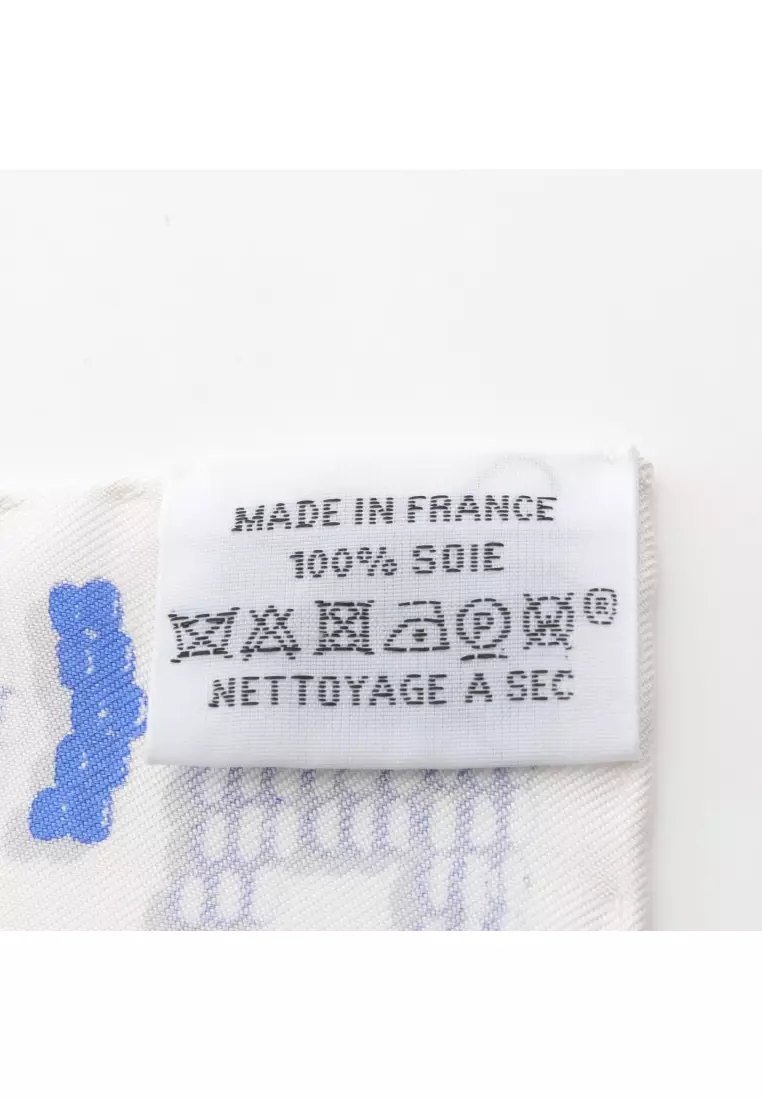 MADE IN FRANCE
100% SOIE
P ®
NETTOYAGE A SEC